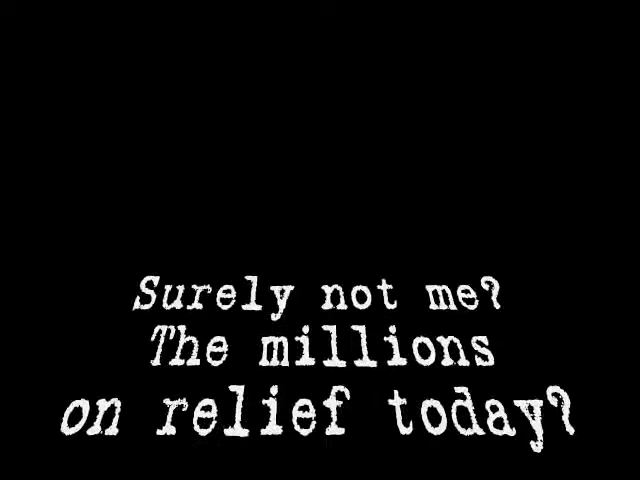 Surely not me?
The millions
on relief today?